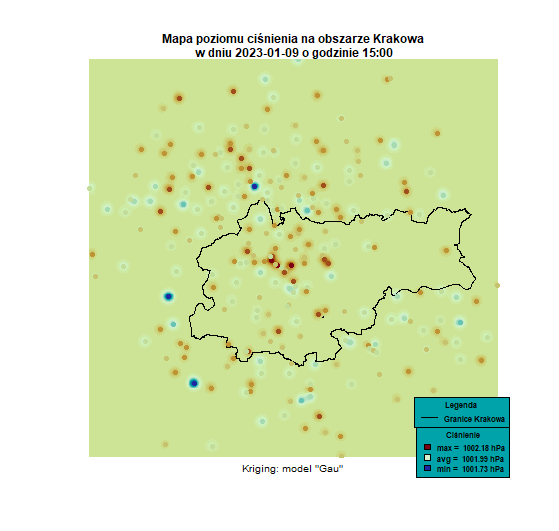 Mapa poziomu ciśnienia na obszarze Krakowa
w dniu 2023-01-09 o godzinie 15:00
Legenda
Granice Krakowa
Ciśnienie
max = 1002.18 hPa
avg = 1001.99 hPa
min = 1001.73 hPa
Kriging: model "Gau"